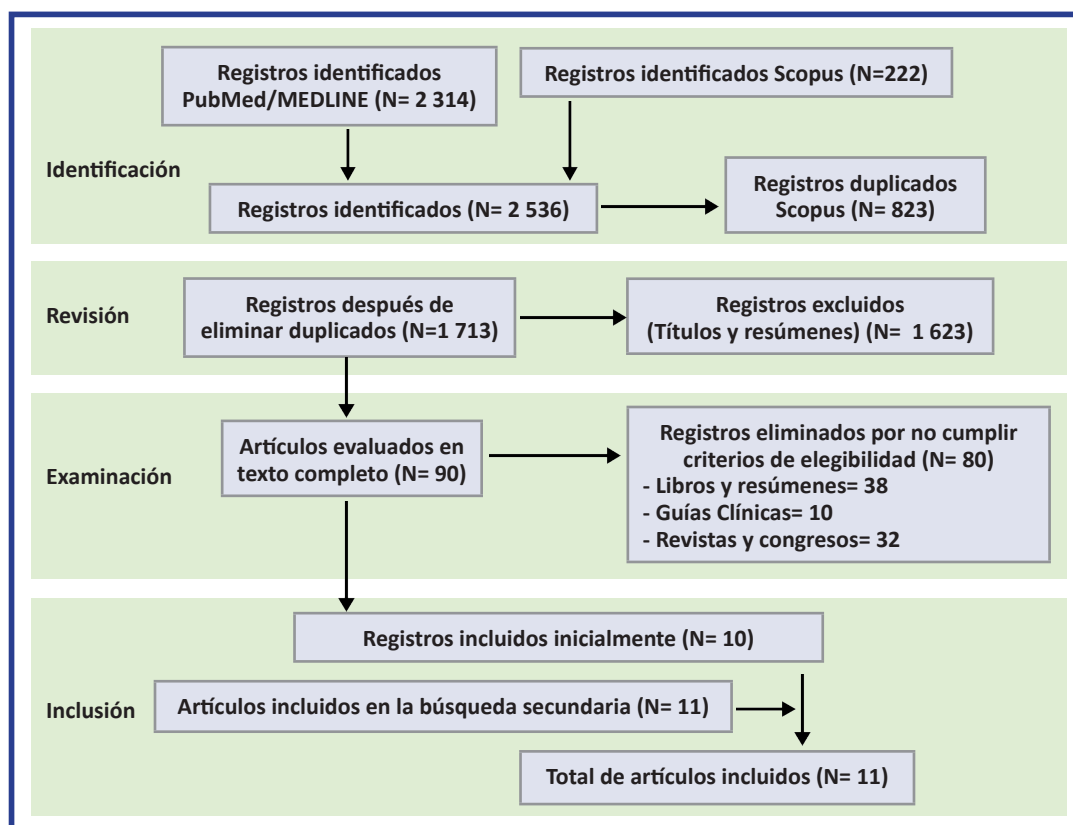 Registros identificados
PubMed/MEDLINE (N= 2 314)
Registros identificados Scopus (N=222)
Identificación
Registros identificados (N= 2 536)
Registros duplicados
Scopus (N= 823)
Revisión
Registros después de
eliminar duplicados (N=1 713)
Registros excluidos
(Títulos y resúmenes) (N=  1 623)
Examinación
Artículos evaluados en
texto completo (N= 90)
Registros eliminados por no cumplir
criterios de elegibilidad (N= 80)
- Libros y resúmenes= 38
- Guías Clínicas= 10
- Revistas y congresos= 32
Registros incluidos inicialmente (N= 10)
Inclusión
Artículos incluidos en la búsqueda secundaria (N= 11)
Total de artículos incluidos (N= 11)